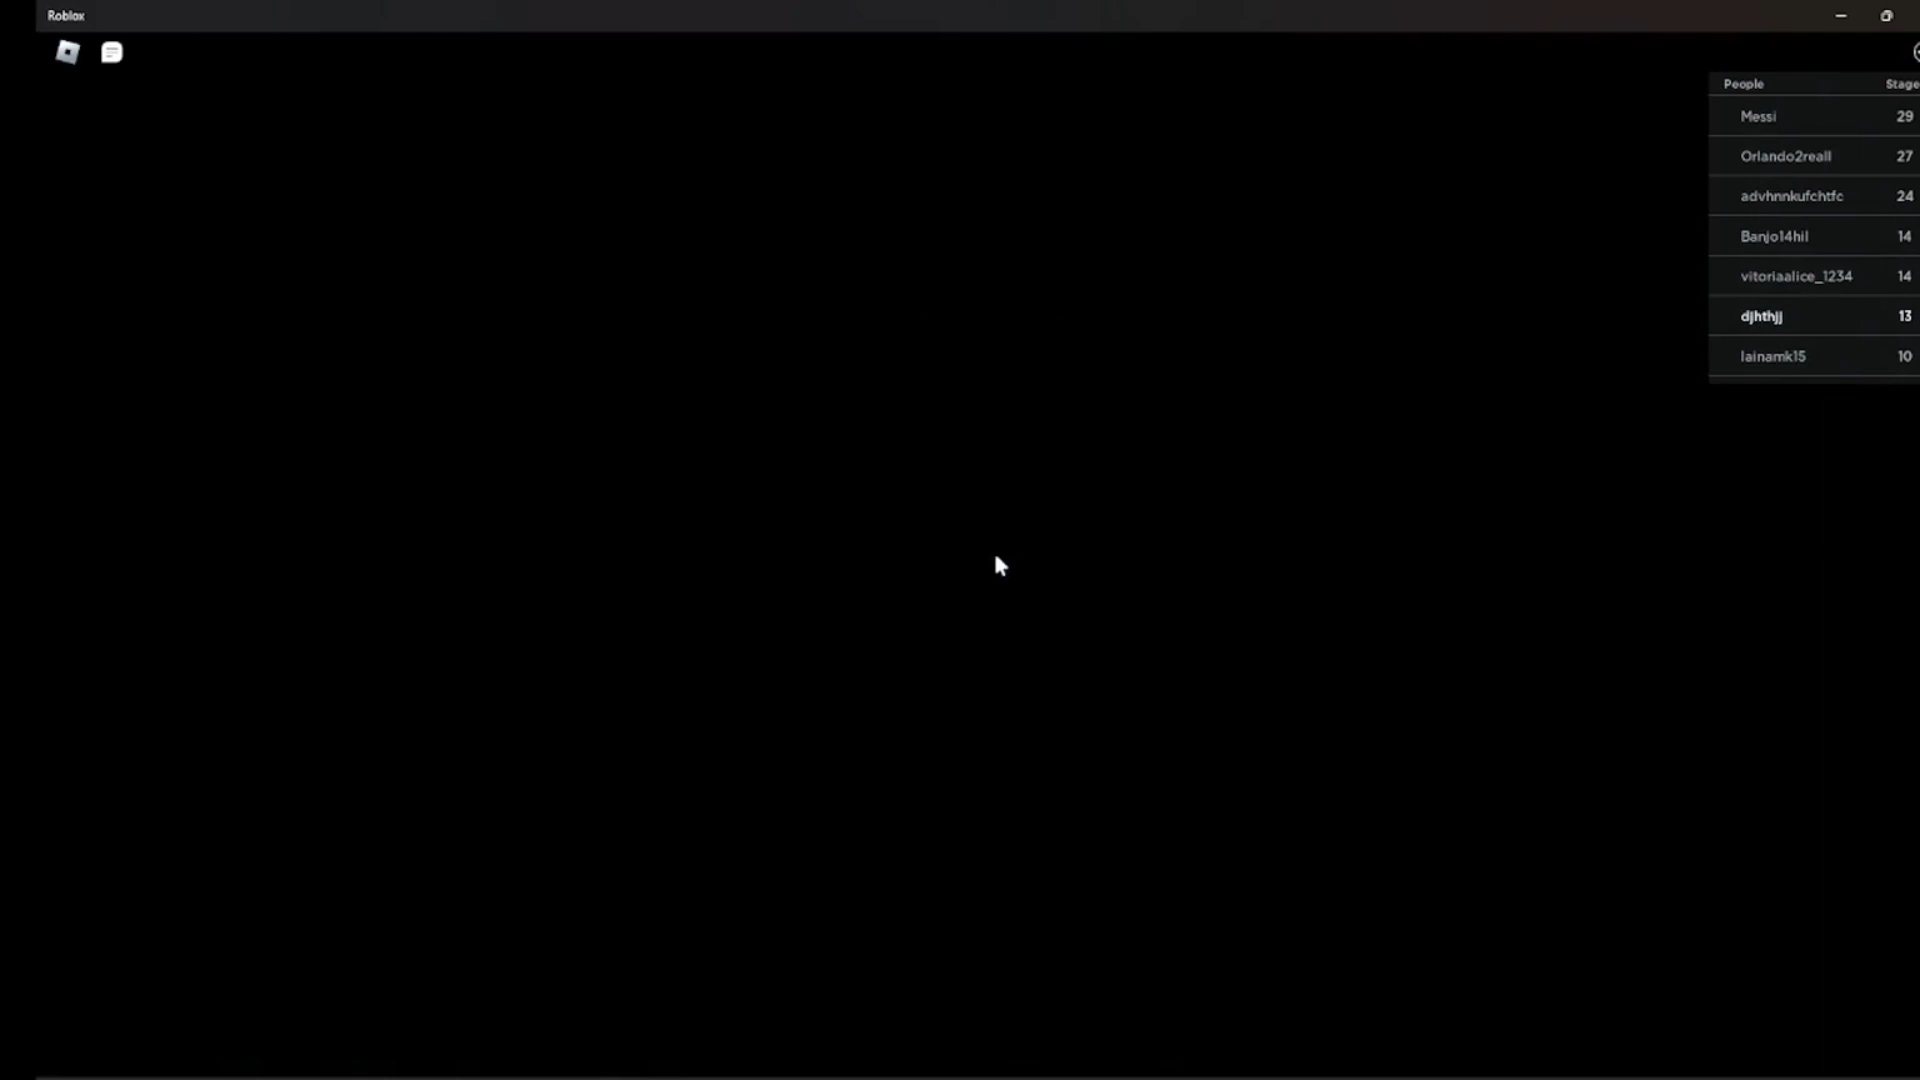 Roblox
People Stage
Messi 29
Orlando2reall 27
advhnnkufchtfc 24
Banjo14hil 14
vitoriaalice_1234 14
djhthjj 13
lainamk15 10